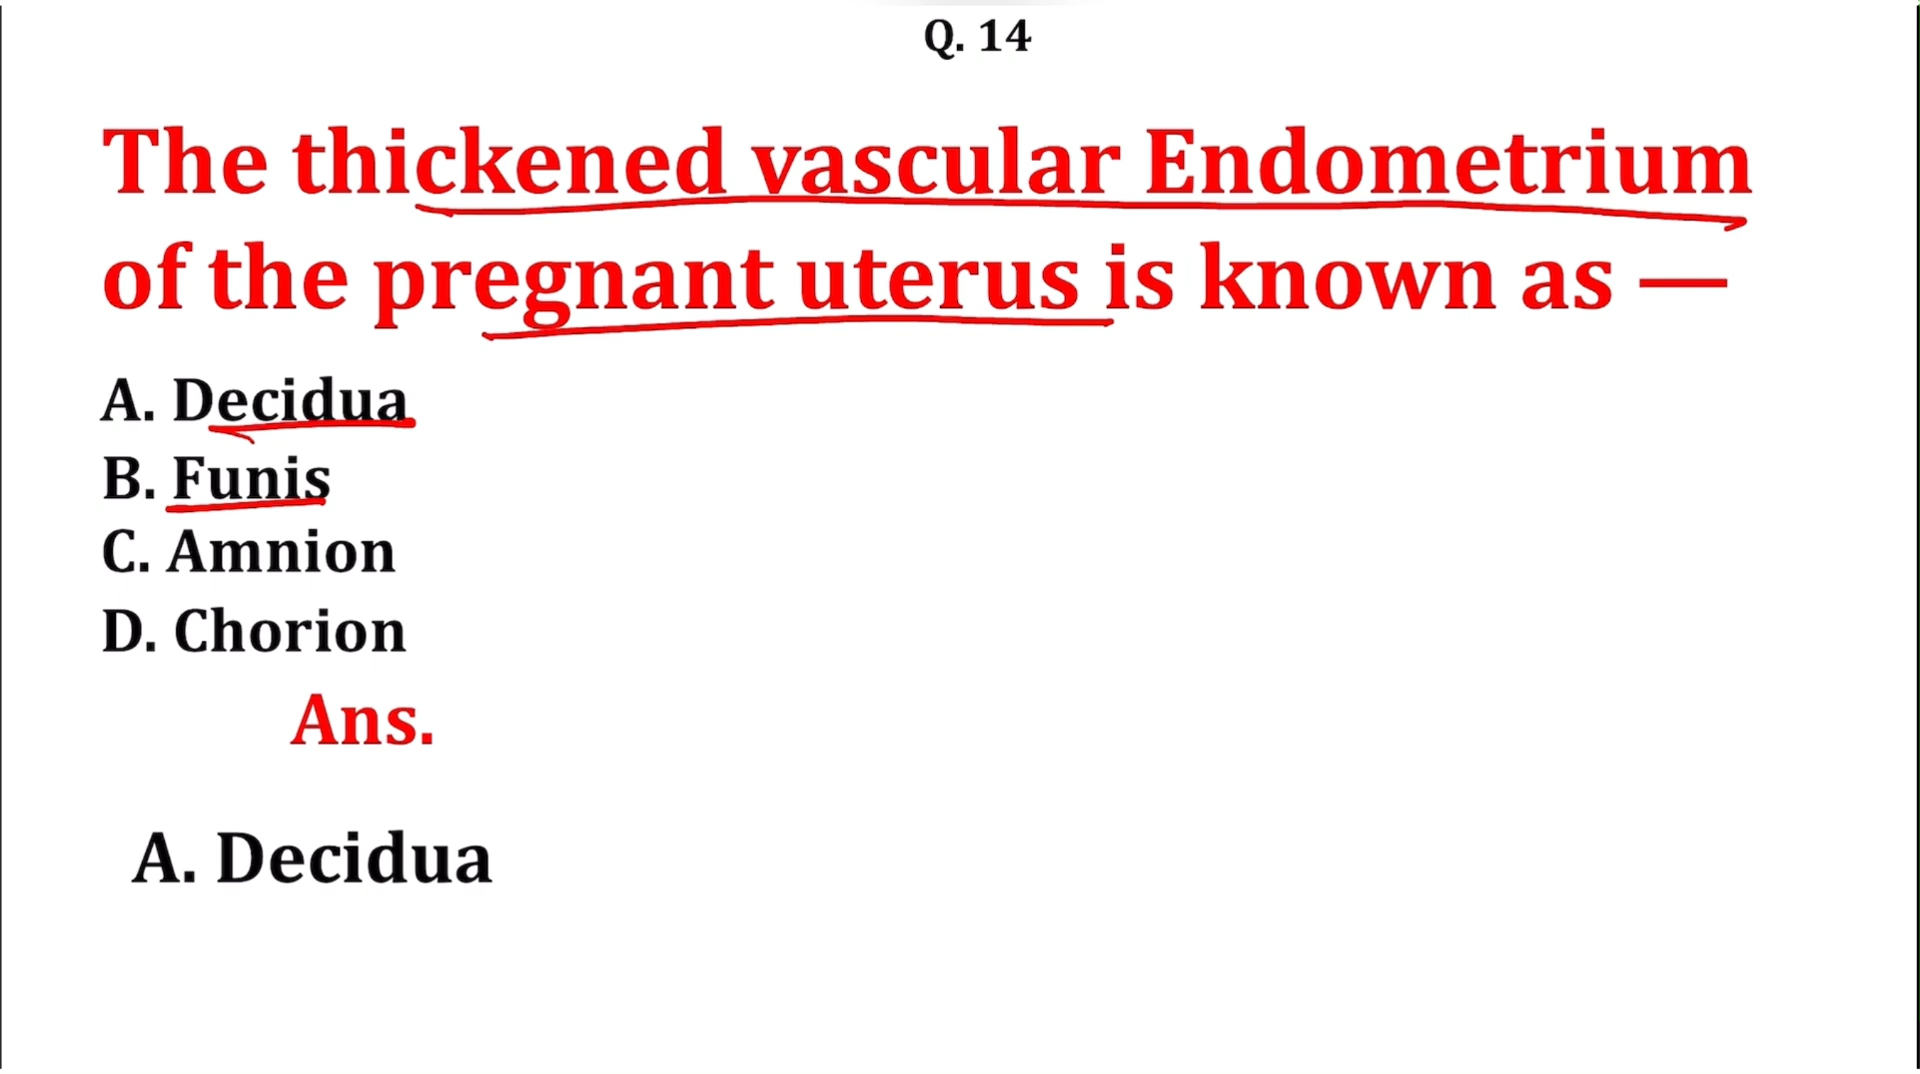 Q. 14
The thickened vascular Endometrium
of the pregnant uterus is known as —
A. Decidua
B. Funis
C. Amnion
D. Chorion
Ans.
A. Decidua